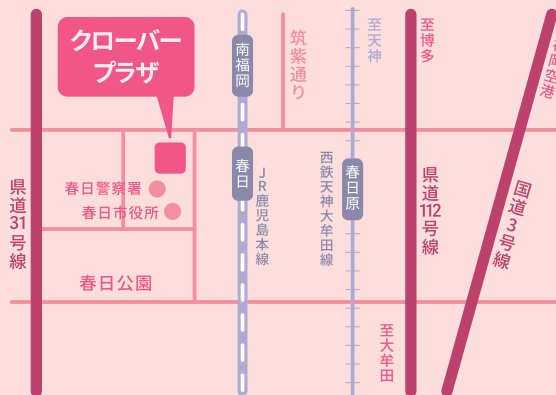 クローバー
プラザ
南福岡
筑紫通り
至天神
至博多
福岡空港
春日
JR鹿児島本線
西鉄天神大牟田線
春日原
県道31号線
春日警察署
春日市役所
県道112号線
国道3号線
春日公園
至大牟田